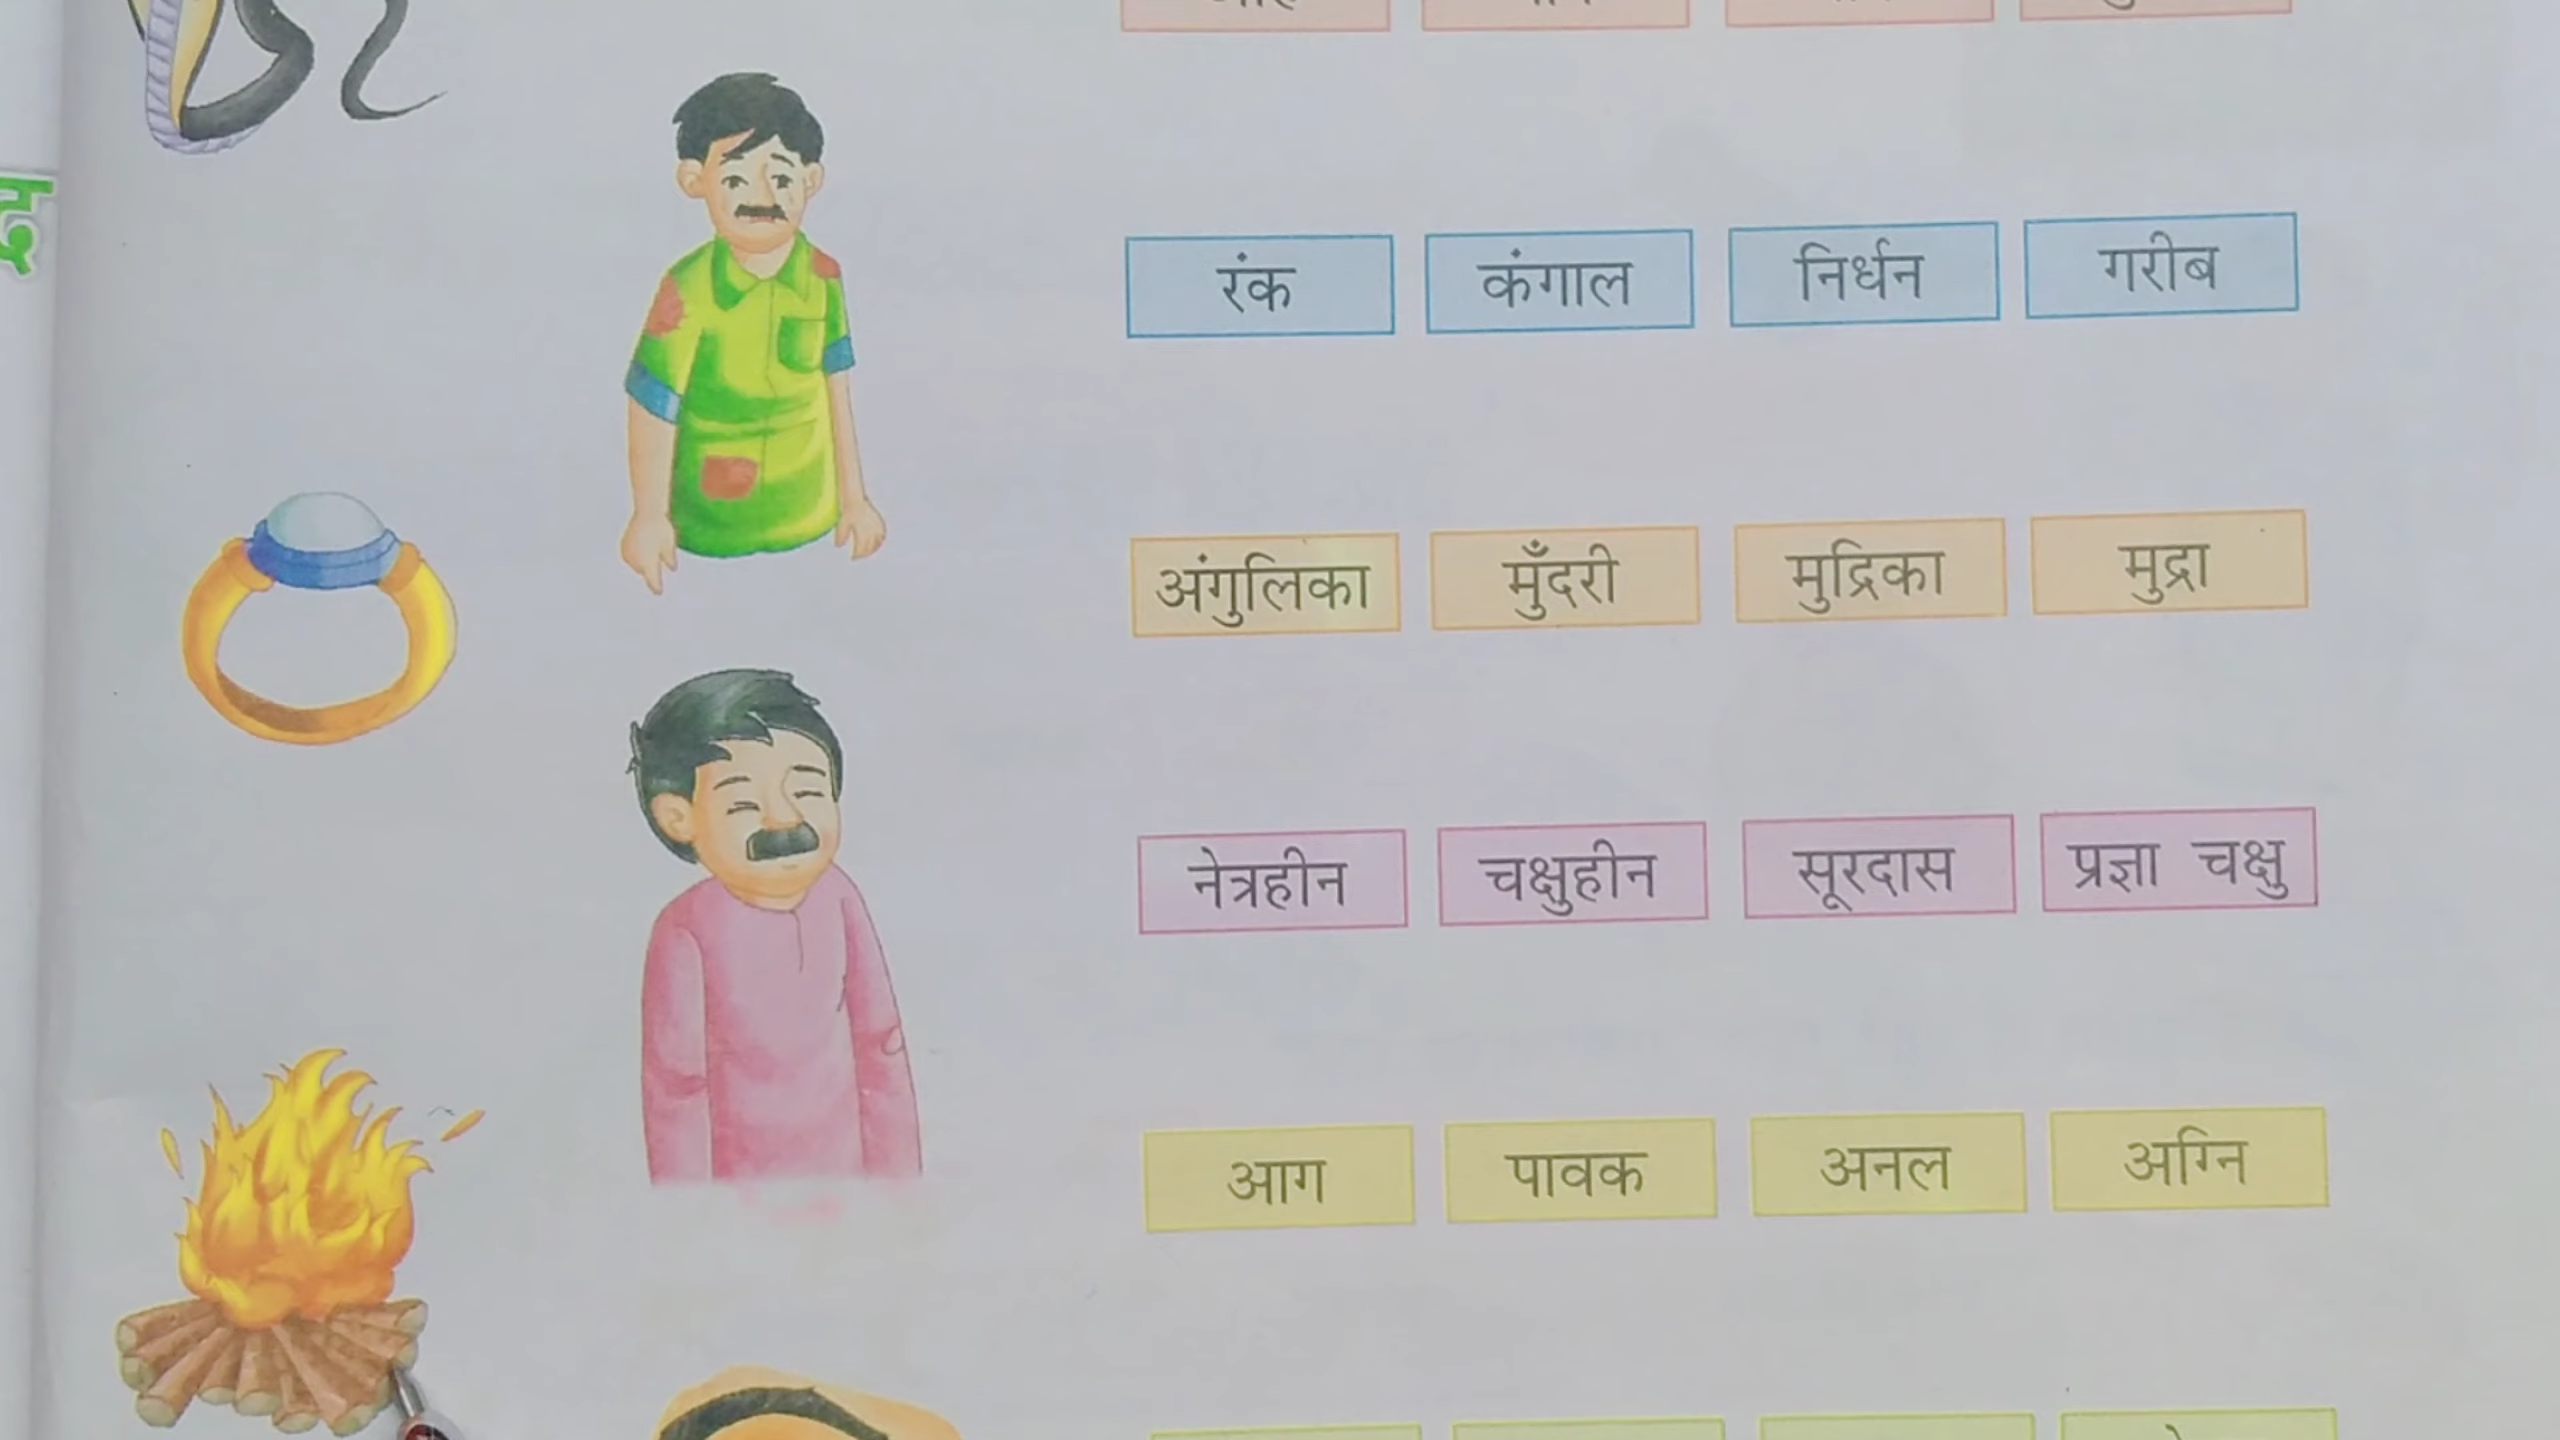 रंक कंगाल निर्धन गरीब
अंगुलिका मुँदरी मुद्रिका मुद्रा
नेत्रहीन चक्षुहीन सूरदास प्रज्ञा चक्षु
आग पावक अनल अग्नि